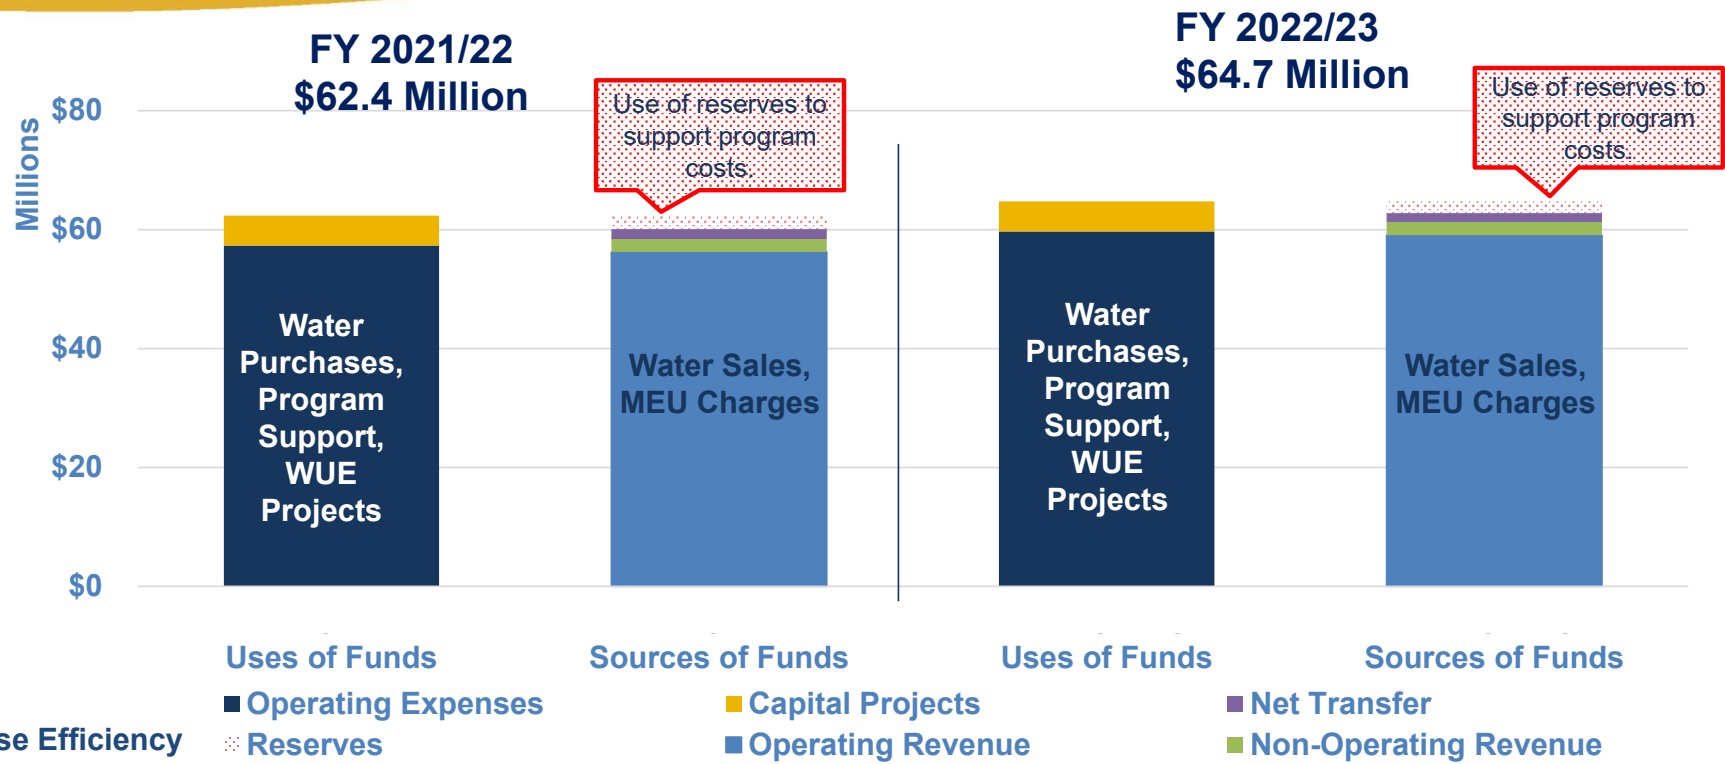 FY 2021/22
$62.4 Million
FY 2022/23
$64.7 Million
Use of reserves to
support program
costs.
Use of reserves to
support program
costs.
Millions
$80
$60
$40
$20
$0
Water
Purchases,
Program
Support,
WUE
Projects
Water Sales,
MEU Charges
Water
Purchases,
Program
Support,
WUE
Projects
Water Sales,
MEU Charges
Uses of Funds
Sources of Funds
Uses of Funds
Sources of Funds
Operating Expenses
Capital Projects
Net Transfer
Reserves
Operating Revenue
Non-Operating Revenue
se Efficiency